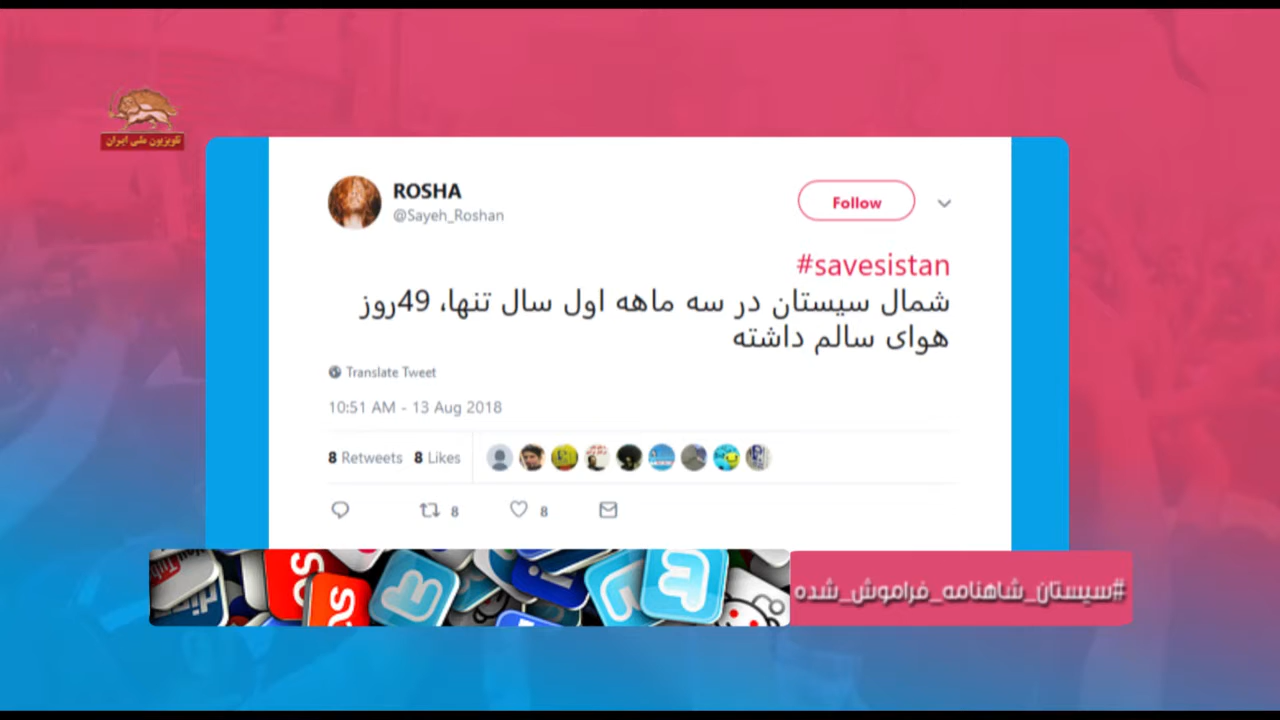 تلویزیون ملی ایران
ROSHA
@Sayeh_Roshan
Follow
#savesistan
شمال سیستان در سه ماهه اول سال تنها، 49روز
هوای سالم داشته
Translate Tweet
10:51 AM - 13 Aug 2018
8 Retweets 8 Likes
8 8
#سیستان_شاهنامه_فراموش_شده